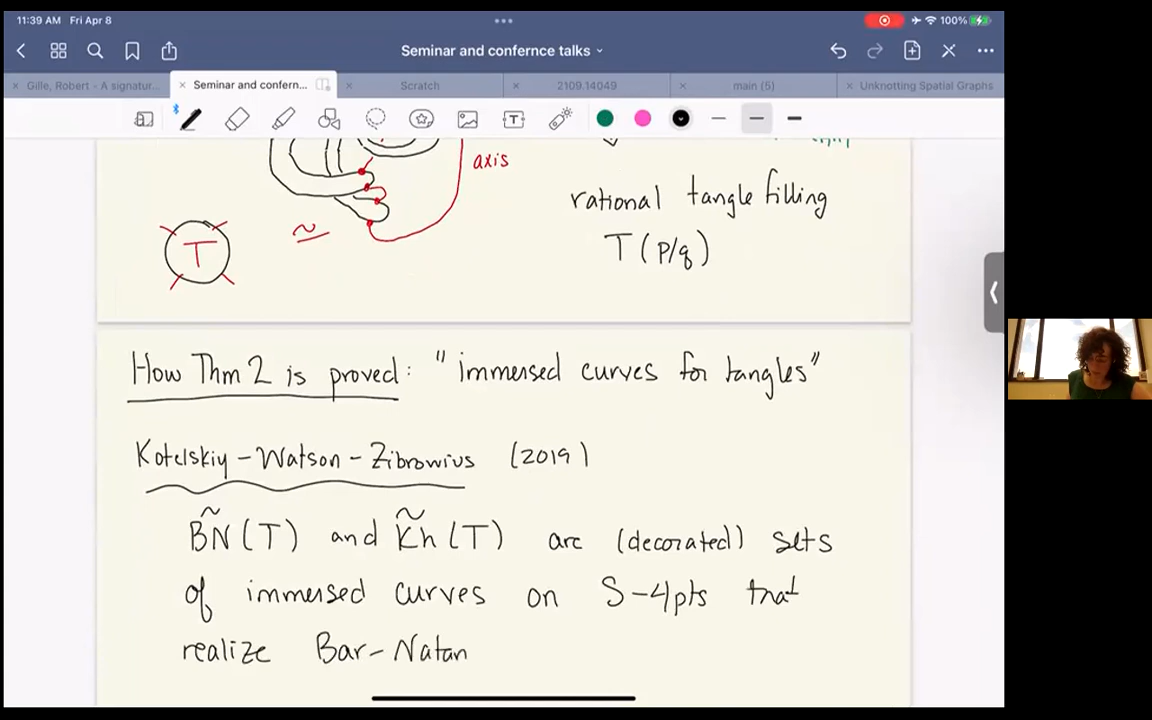 11:39 AM Fri Apr 8
100%
Seminar and confernce talks
Gille, Robert - A signatur...
Seminar and confern...
Scratch
2109.14049
main (5)
Unknotting Spatial Graphs
axis
rational tangle filling
T
≃
T(p/q)
How Thm 2 is proved: "immersed curves for tangles"
Kotelskiy-Watson-Zibrowius (2019)
B̃N(T) and K̃h(T) are (decorated) sets
of immersed curves on S-4pts that
realize Bar-Natan